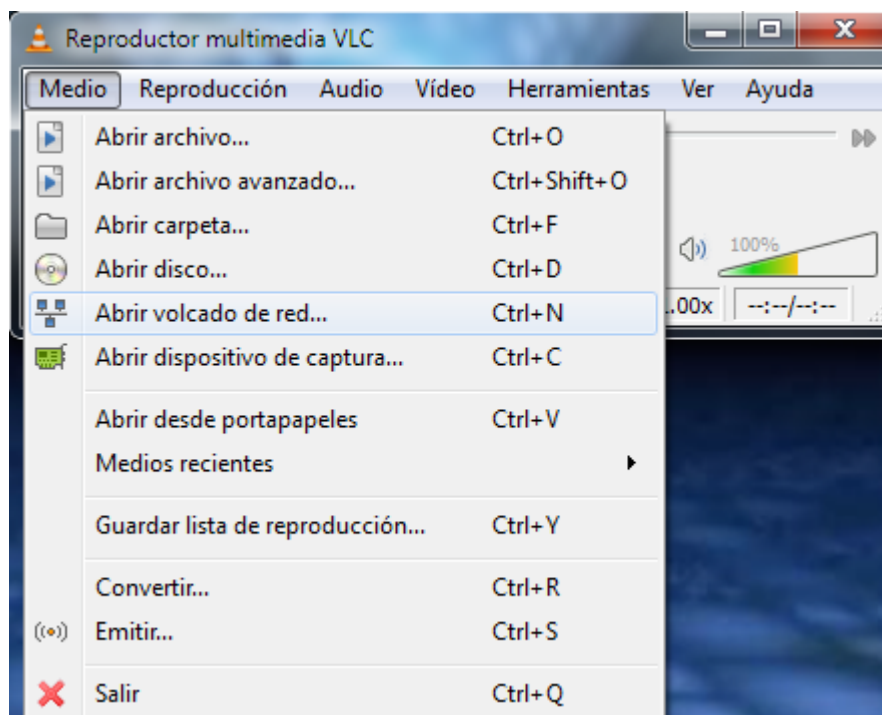 Reproductor multimedia VLC
Medio Reproducción Audio Vídeo Herramientas Ver Ayuda
Abrir archivo... Ctrl+O
Abrir archivo avanzado... Ctrl+Shift+O
Abrir carpeta... Ctrl+F
100%
Abrir disco... Ctrl+D
Abrir volcado de red... Ctrl+N .00x --:--/--:--
Abrir dispositivo de captura... Ctrl+C
Abrir desde portapapeles Ctrl+V
Medios recientes
Guardar lista de reproducción... Ctrl+Y
Convertir... Ctrl+R
Emitir... Ctrl+S
Salir Ctrl+Q